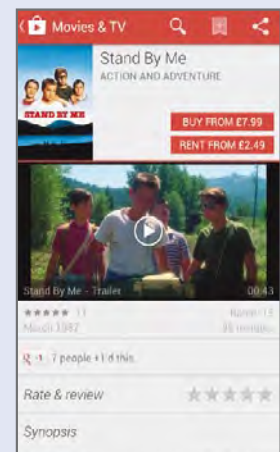 Movies & TV
Stand By Me
ACTION AND ADVENTURE
STAND BY ME
BUY FROM £7.99
RENT FROM £2.49
Stand By Me - Trailer
00:43
11
March 1987
7 people +1'd this.
Rate & review
Synopsis